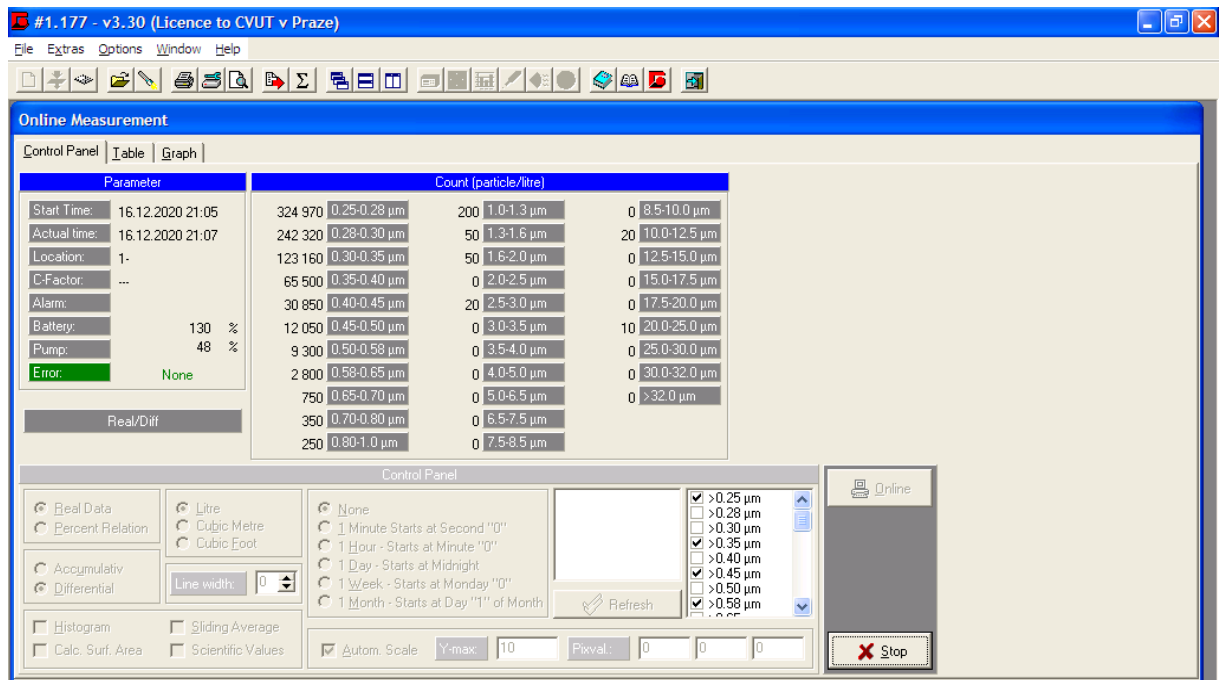 #1.177 - v3.30 (Licence to CVUT v Praze)
File Extras Options Window Help
Online Measurement
Control Panel Table Graph
Parameter
Start Time: 16.12.2020 21:05
Actual time: 16.12.2020 21:07
Location: 1-
C-Factor: ---
Alarm:
Battery: 130 %
Pump: 48 %
Error: None
Real/Diff
Count (particle/litre)
324 970 0.25-0.28 µm
242 320 0.28-0.30 µm
123 160 0.30-0.35 µm
65 500 0.35-0.40 µm
30 850 0.40-0.45 µm
12 050 0.45-0.50 µm
9 300 0.50-0.58 µm
2 800 0.58-0.65 µm
750 0.65-0.70 µm
350 0.70-0.80 µm
250 0.80-1.0 µm
200 1.0-1.3 µm
50 1.3-1.6 µm
50 1.6-2.0 µm
0 2.0-2.5 µm
20 2.5-3.0 µm
0 3.0-3.5 µm
0 3.5-4.0 µm
0 4.0-5.0 µm
0 5.0-6.5 µm
0 6.5-7.5 µm
0 7.5-8.5 µm
0 8.5-10.0 µm
20 10.0-12.5 µm
0 12.5-15.0 µm
0 15.0-17.5 µm
0 17.5-20.0 µm
10 20.0-25.0 µm
0 25.0-30.0 µm
0 30.0-32.0 µm
0 >32.0 µm
Control Panel
Real Data
Percent Relation
Accumulativ
Differential
Histogram
Calc. Surf. Area
Litre
Cubic Metre
Cubic Foot
Line width: 0
Sliding Average
Scientific Values
None
1 Minute Starts at Second "0"
1 Hour - Starts at Minute "0"
1 Day - Starts at Midnight
1 Week - Starts at Monday "0"
1 Month - Starts at Day "1" of Month
Refresh
>0.25 µm
>0.28 µm
>0.30 µm
>0.35 µm
>0.40 µm
>0.45 µm
>0.50 µm
>0.58 µm
Autom. Scale Y-max: 10 Pixval.: 0 0 0
Online
Stop